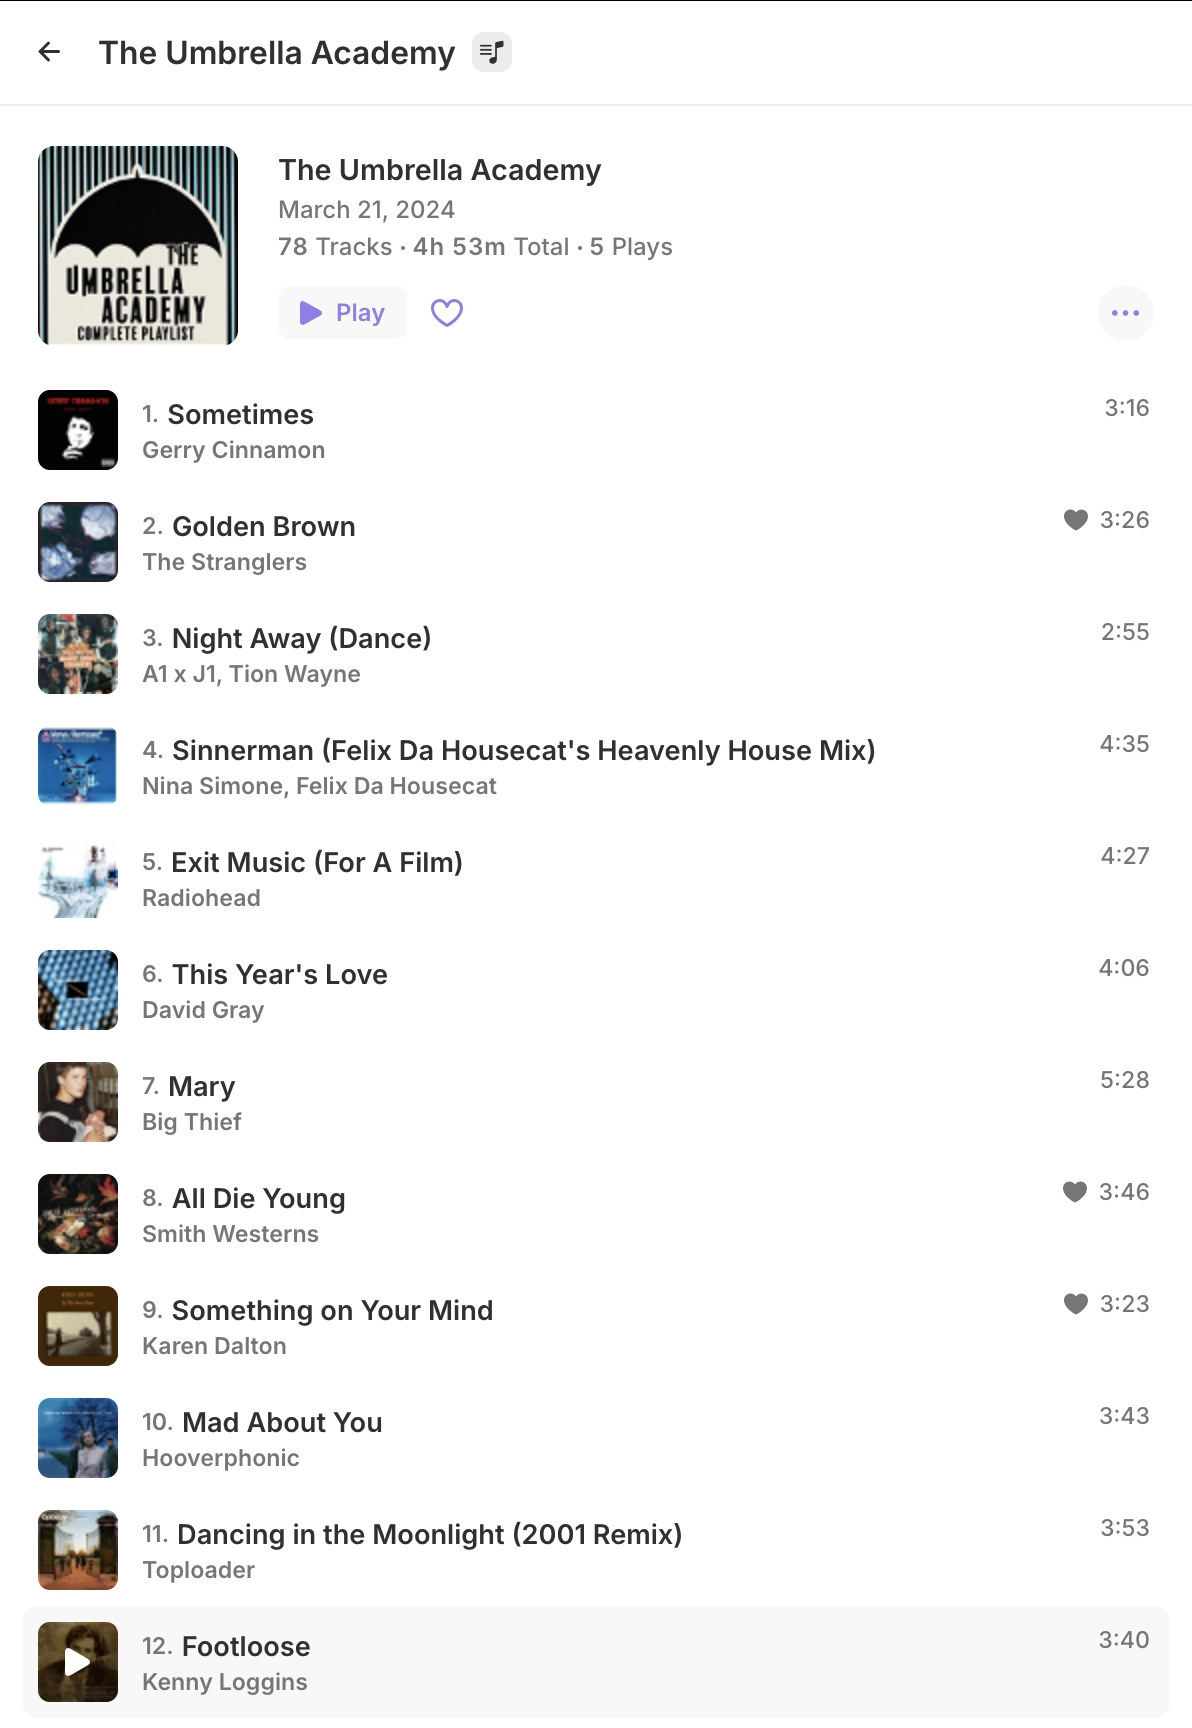 The Umbrella Academy
THE
UMBRELLA
ACADEMY
COMPLETE PLAYLIST
The Umbrella Academy
March 21, 2024
78 Tracks · 4h 53m Total · 5 Plays
Play
1. Sometimes
3:16
Gerry Cinnamon
2. Golden Brown
3:26
The Stranglers
3. Night Away (Dance)
2:55
A1 x J1, Tion Wayne
4. Sinnerman (Felix Da Housecat's Heavenly House Mix)
4:35
Nina Simone, Felix Da Housecat
5. Exit Music (For A Film)
4:27
Radiohead
6. This Year's Love
4:06
David Gray
7. Mary
5:28
Big Thief
8. All Die Young
3:46
Smith Westerns
9. Something on Your Mind
3:23
Karen Dalton
10. Mad About You
3:43
Hooverphonic
11. Dancing in the Moonlight (2001 Remix)
3:53
Toploader
12. Footloose
3:40
Kenny Loggins